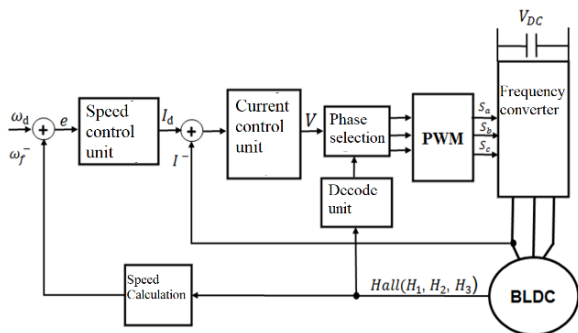 V_DC
Frequency
converter
Speed
control
unit
Current
control
unit
Phase
selection
PWM
Decode
unit
Speed
Calculation
BLDC
ω_d
ω_f^-
e
I_d
I^-
V
S_a
S_b
S_c
Hall(H_1, H_2, H_3)